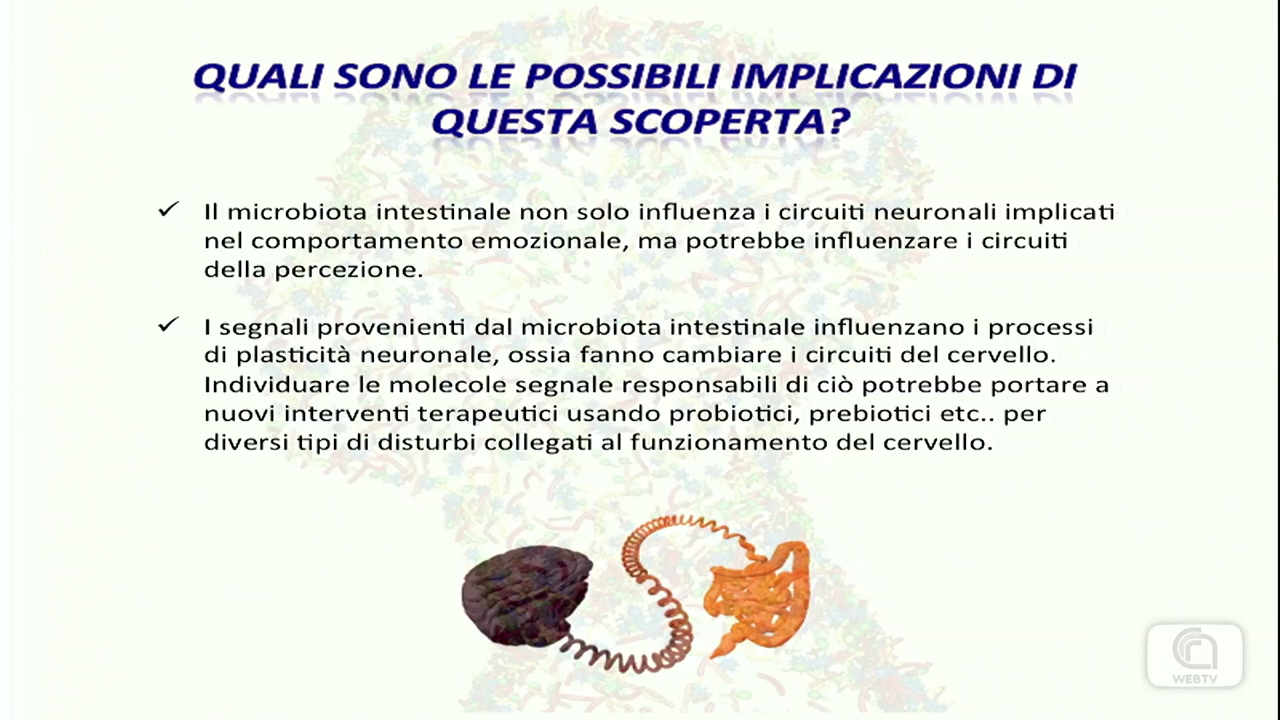 QUALI SONO LE POSSIBILI IMPLICAZIONI DI
QUESTA SCOPERTA?
✓ Il microbiota intestinale non solo influenza i circuiti neuronali implicati
nel comportamento emozionale, ma potrebbe influenzare i circuiti
della percezione.
✓ I segnali provenienti dal microbiota intestinale influenzano i processi
di plasticità neuronale, ossia fanno cambiare i circuiti del cervello.
Individuare le molecole segnale responsabili di ciò potrebbe portare a
nuovi interventi terapeutici usando probiotici, prebiotici etc.. per
diversi tipi di disturbi collegati al funzionamento del cervello.
WEBTV